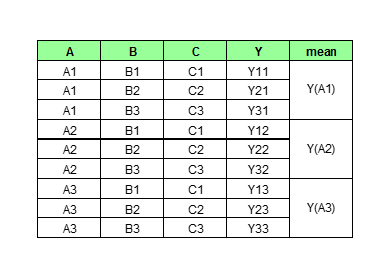 A B C Y mean
A1 B1 C1 Y11
A1 B2 C2 Y21 Y(A1)
A1 B3 C3 Y31
A2 B1 C1 Y12
A2 B2 C2 Y22 Y(A2)
A2 B3 C3 Y32
A3 B1 C1 Y13
A3 B2 C2 Y23 Y(A3)
A3 B3 C3 Y33